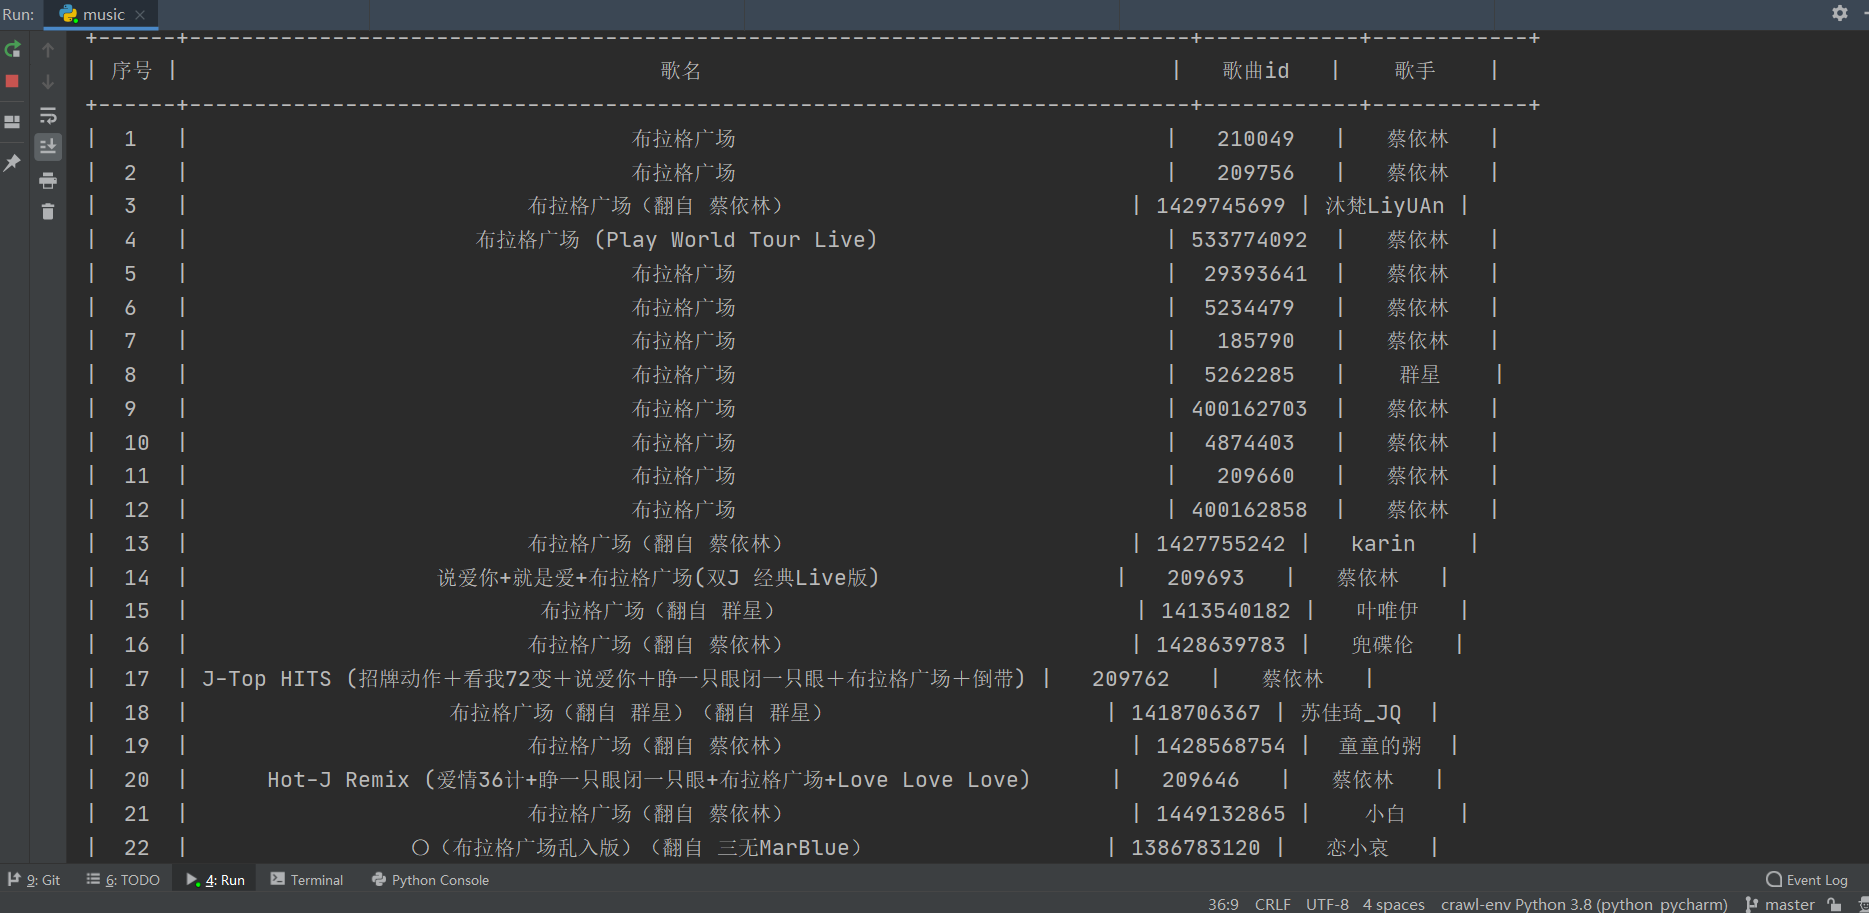 Run: music
+------+-----------------------------------------------------------------------------+------------+------------+
| 序号 | 歌名 | 歌曲id | 歌手 |
+------+-----------------------------------------------------------------------------+------------+------------+
| 1 | 布拉格广场 | 210049 | 蔡依林 |
| 2 | 布拉格广场 | 209756 | 蔡依林 |
| 3 | 布拉格广场（翻自 蔡依林） | 1429745699 | 沐梵LiyUAn |
| 4 | 布拉格广场 (Play World Tour Live) | 533774092 | 蔡依林 |
| 5 | 布拉格广场 | 29393641 | 蔡依林 |
| 6 | 布拉格广场 | 5234479 | 蔡依林 |
| 7 | 布拉格广场 | 185790 | 蔡依林 |
| 8 | 布拉格广场 | 5262285 | 群星 |
| 9 | 布拉格广场 | 400162703 | 蔡依林 |
| 10 | 布拉格广场 | 4874403 | 蔡依林 |
| 11 | 布拉格广场 | 209660 | 蔡依林 |
| 12 | 布拉格广场 | 400162858 | 蔡依林 |
| 13 | 布拉格广场（翻自 蔡依林） | 1427755242 | karin |
| 14 | 说爱你+就是爱+布拉格广场(双J 经典Live版) | 209693 | 蔡依林 |
| 15 | 布拉格广场（翻自 群星） | 1413540182 | 叶唯伊 |
| 16 | 布拉格广场（翻自 蔡依林） | 1428639783 | 兜碟伦 |
| 17 | J-Top HITS (招牌动作＋看我72变＋说爱你＋睁一只眼闭一只眼＋布拉格广场＋倒带) | 209762 | 蔡依林 |
| 18 | 布拉格广场（翻自 群星）（翻自 群星） | 1418706367 | 苏佳琦_JQ |
| 19 | 布拉格广场（翻自 蔡依林） | 1428568754 | 童童的粥 |
| 20 | Hot-J Remix (爱情36计+睁一只眼闭一只眼+布拉格广场+Love Love Love) | 209646 | 蔡依林 |
| 21 | 布拉格广场（翻自 蔡依林） | 1449132865 | 小白 |
| 22 | 〇（布拉格广场乱入版）（翻自 三无MarBlue） | 1386783120 | 恋小哀 |
9: Git 6: TODO 4: Run Terminal Python Console Event Log
36:9 CRLF UTF-8 4 spaces crawl-env Python 3.8 (python_pycharm) master